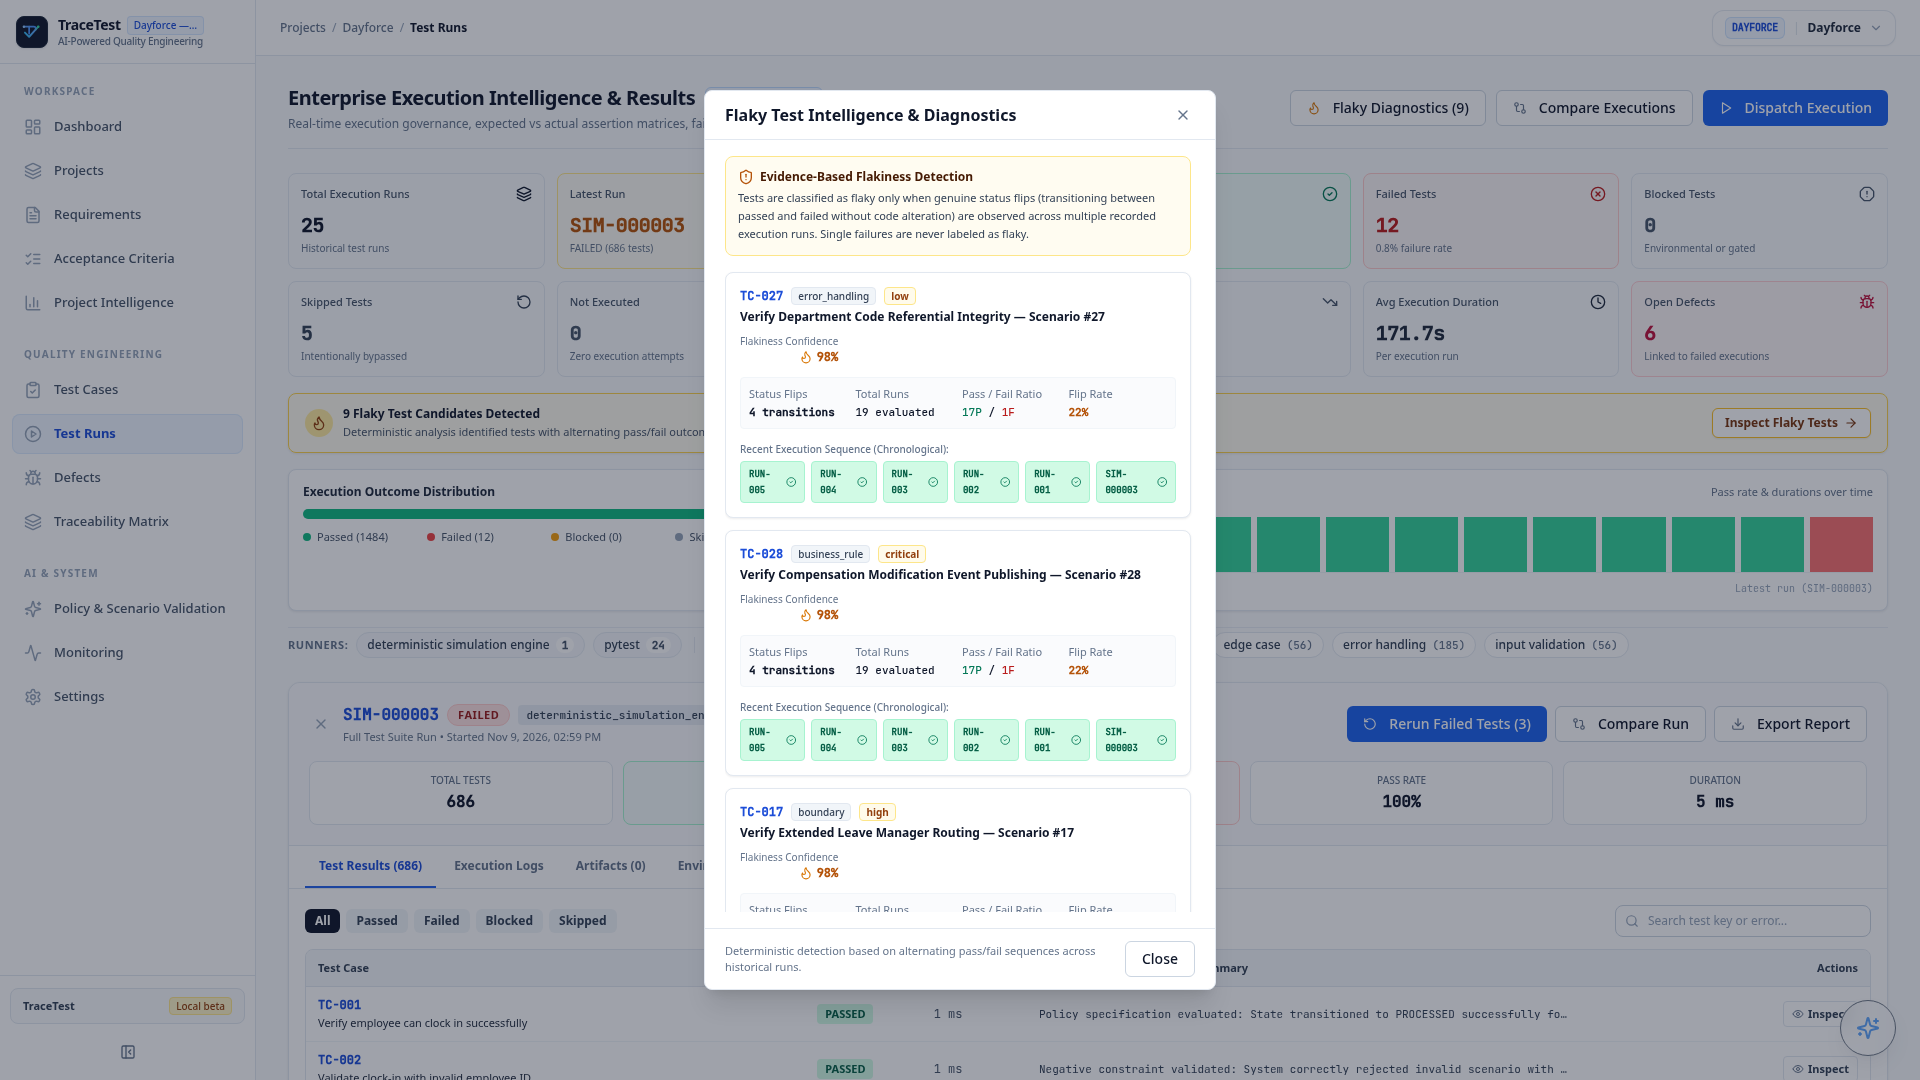 TraceTest
Dayforce —...
AI-Powered Quality Engineering
WORKSPACE
Dashboard
Projects
Requirements
Acceptance Criteria
Project Intelligence
QUALITY ENGINEERING
Test Cases
Test Runs
Defects
Traceability Matrix
AI & SYSTEM
Policy & Scenario Validation
Monitoring
Settings
TraceTest
Local beta
Projects / Dayforce / Test Runs
DAYFORCE
Dayforce
Enterprise Execution Intelligence & Results
Real-time execution governance, expected vs actual assertion matrices,
Flaky Diagnostics (9)
Compare Executions
Dispatch Execution
Total Execution Runs
25
Historical test runs
Latest Run
SIM-000003
FAILED (686 tests)
Failed Tests
12
0.8% failure rate
Blocked Tests
0
Environmental or gated
Skipped Tests
5
Intentionally bypassed
Not Executed
0
Zero execution attempts
Avg Execution Duration
171.7s
Per execution run
Open Defects
6
Linked to failed executions
9 Flaky Test Candidates Detected
Deterministic analysis identified tests with alternating pass/fail
Inspect Flaky Tests
Execution Outcome Distribution
Passed (1484)
Failed (12)
Blocked (0)
Pass rate & durations over time
Latest run (SIM-000003)
RUNNERS:
deterministic simulation engine 1
pytest 24
edge case (56)
error handling (185)
input validation (56)
SIM-000003
FAILED
Full Test Suite Run • Started Nov 9, 2026, 02:59 PM
Rerun Failed Tests (3)
Compare Run
Export Report
TOTAL TESTS
686
PASS RATE
100%
DURATION
5 ms
Test Results (686)
Execution Logs
Artifacts (0)
All
Passed
Failed
Blocked
Skipped
Search test key or error...
Test Case
Actions
TC-001
Verify employee can clock in successfully
PASSED
1 ms
Policy specification evaluated: State transitioned to PROCESSED successfully fo…
TC-002
Validate clock-in with invalid employee ID
PASSED
1 ms
Negative constraint validated: System correctly rejected invalid scenario with …
Inspect
Flaky Test Intelligence & Diagnostics
Evidence-Based Flakiness Detection
Tests are classified as flaky only when genuine status flips (transitioning between
passed and failed without code alteration) are observed across multiple recorded
execution runs. Single failures are never labeled as flaky.
TC-027
error_handling
low
Verify Department Code Referential Integrity — Scenario #27
Flakiness Confidence
98%
Status Flips
4 transitions
Total Runs
19 evaluated
Pass / Fail Ratio
17P / 1F
Flip Rate
22%
Recent Execution Sequence (Chronological):
RUN-
005
RUN-
004
RUN-
003
RUN-
002
RUN-
001
SIM-
000003
TC-028
business_rule
critical
Verify Compensation Modification Event Publishing — Scenario #28
Flakiness Confidence
98%
Status Flips
4 transitions
Total Runs
19 evaluated
Pass / Fail Ratio
17P / 1F
Flip Rate
22%
Recent Execution Sequence (Chronological):
RUN-
005
RUN-
004
RUN-
003
RUN-
002
RUN-
001
SIM-
000003
TC-017
boundary
high
Verify Extended Leave Manager Routing — Scenario #17
Flakiness Confidence
98%
Status Flips
Total Runs
Pass / Fail Ratio
Flip Rate
Deterministic detection based on alternating pass/fail sequences across
historical runs.
Close